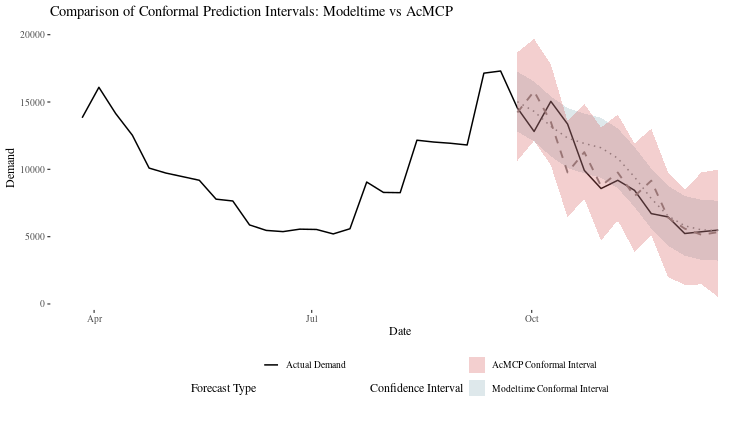 Comparison of Conformal Prediction Intervals: Modeltime vs AcMCP
20000
15000
10000
5000
0
Demand
Apr
Jul
Oct
Date
Actual Demand
AcMCP Conformal Interval
Forecast Type
Confidence Interval
Modeltime Conformal Interval